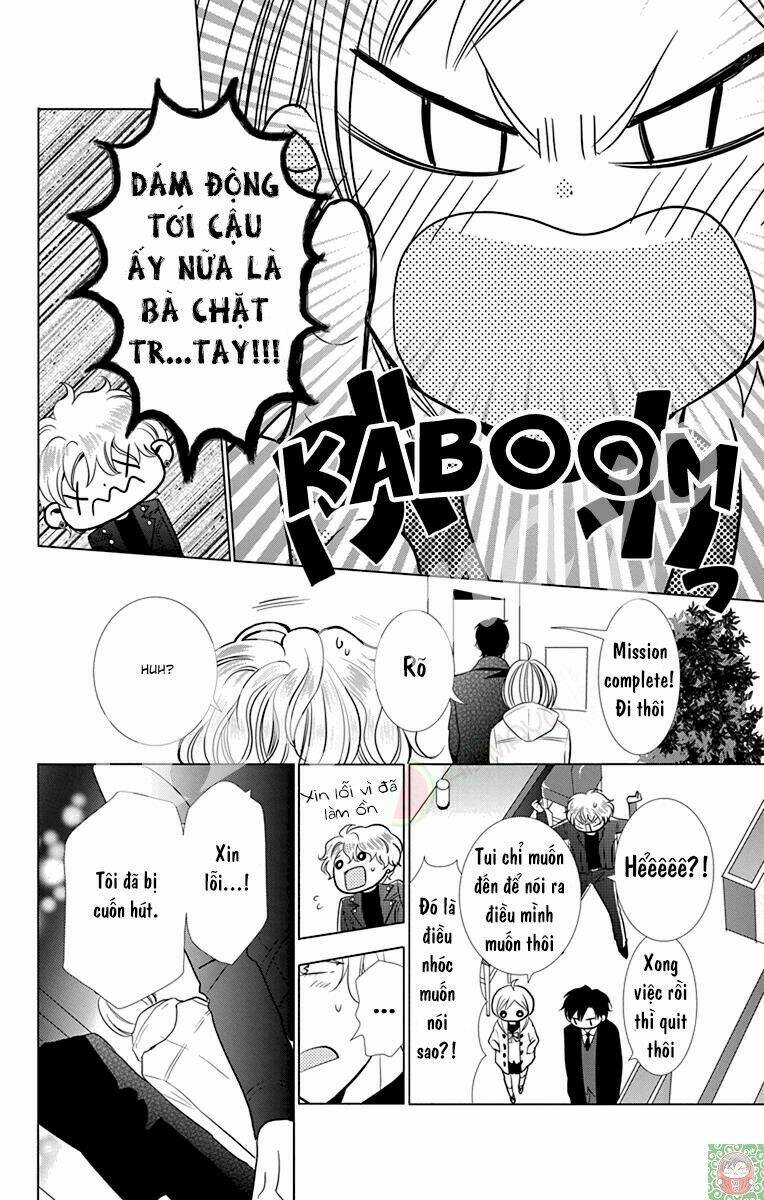 DÁM ĐỘNG
TỚI CẬU
ẤY NỮA LÀ
BÀ CHẶT
TR...TAY!!!
KABOOM
Mission
complete!
Đi thôi
Rõ
HUH?
Hểêêêê?!
Xong
việc rồi
thì quit
thôi
Tui chỉ muốn
đến để nói ra
điều mình
muốn thôi
Đó là
điều
nhóc
muốn
nói
sao?!
Xin lỗi vì đã
làm ồn
...
Xin
lỗi...!
Tôi đã bị
cuốn hút.